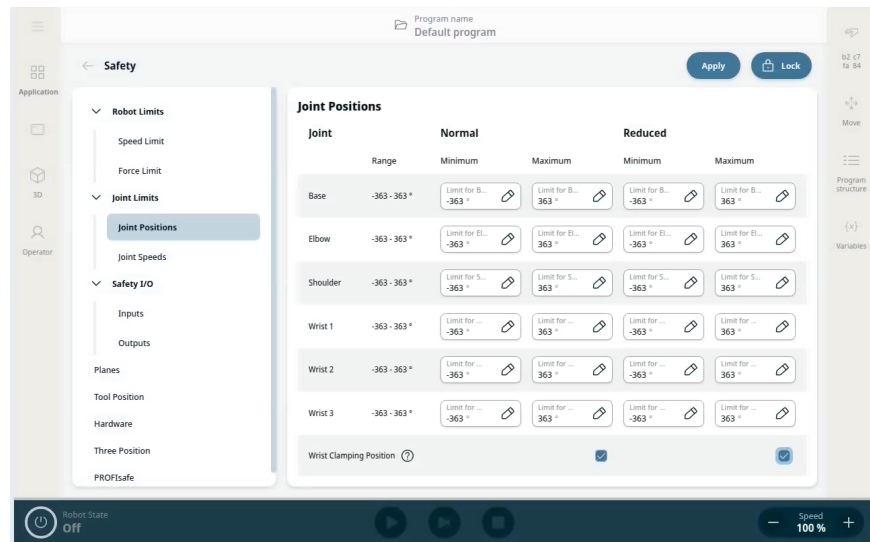 Program name
Default program
Safety
Apply
Lock
b2 c7
fa 84
Application
3D
Operator
Move
Program
structure
{x}
Variables
Robot Limits
Speed Limit
Force Limit
Joint Limits
Joint Positions
Joint Speeds
Safety I/O
Inputs
Outputs
Planes
Tool Position
Hardware
Three Position
PROFIsafe
Joint Positions
Joint Normal Reduced
Range Minimum Maximum Minimum Maximum
Limit for B... Limit for B... Limit for B... Limit for B...
Base -363 - 363 ° -363 ° 363 ° -363 ° 363 °
Limit for El... Limit for El... Limit for El... Limit for El...
Elbow -363 - 363 ° -363 ° 363 ° -363 ° 363 °
Limit for S... Limit for S... Limit for S... Limit for S...
Shoulder -363 - 363 ° -363 ° 363 ° -363 ° 363 °
Limit for ... Limit for ... Limit for ... Limit for ...
Wrist 1 -363 - 363 ° -363 ° 363 ° -363 ° 363 °
Limit for ... Limit for ... Limit for ... Limit for ...
Wrist 2 -363 - 363 ° -363 ° 363 ° -363 ° 363 °
Limit for ... Limit for ... Limit for ... Limit for ...
Wrist 3 -363 - 363 ° -363 ° 363 ° -363 ° 363 °
Wrist Clamping Position ?
Robot State
Off
Speed
100 %